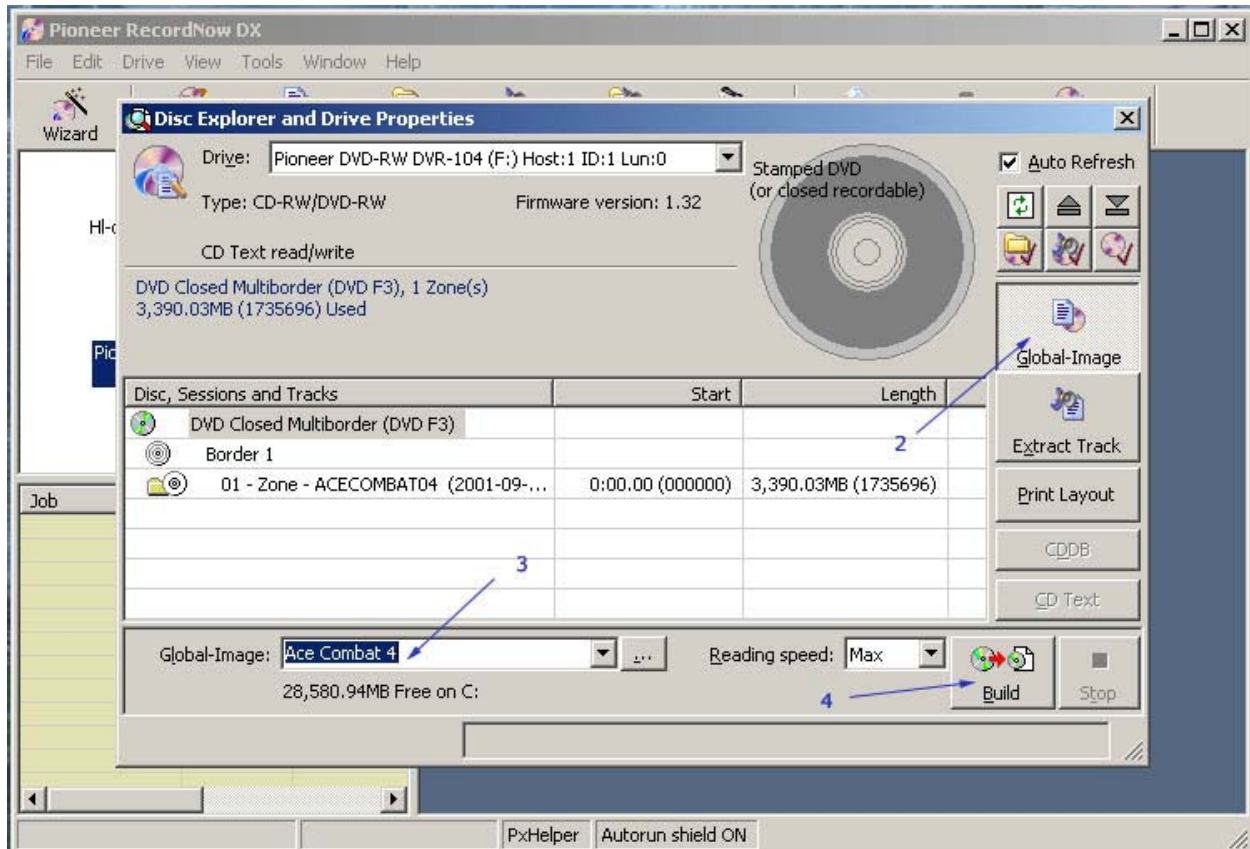 Pioneer RecordNow DX
File Edit Drive View Tools Window Help
Wizard
Disc Explorer and Drive Properties
Drive: Pioneer DVD-RW DVR-104 (F:) Host:1 ID:1 Lun:0
Stamped DVD
(or closed recordable)
Auto Refresh
Type: CD-RW/DVD-RW Firmware version: 1.32
CD Text read/write
DVD Closed Multiborder (DVD F3), 1 Zone(s)
3,390.03MB (1735696) Used
Global-Image
Disc, Sessions and Tracks Start Length
DVD Closed Multiborder (DVD F3)
Border 1
01 - Zone - ACECOMBAT04 (2001-09-... 0:00.00 (000000) 3,390.03MB (1735696)
2
Extract Track
Print Layout
CDDB
CD Text
Job
3
Global-Image: Ace Combat 4 ... Reading speed: Max
28,580.94MB Free on C:
4
Build Stop
PxHelper Autorun shield ON